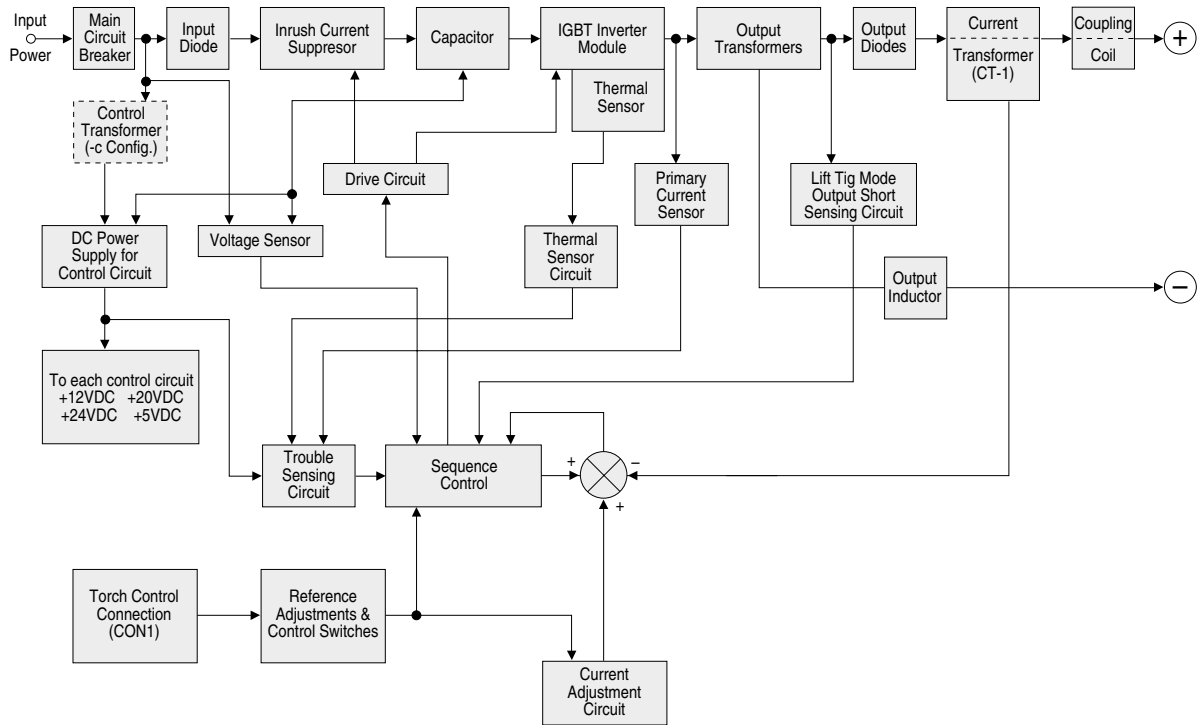 Input
Power
Main
Circuit
Breaker
Input
Diode
Inrush Current
Suppresor
Capacitor
IGBT Inverter
Module
Thermal
Sensor
Output
Transformers
Output
Diodes
Current
Transformer
(CT-1)
Coupling
Coil
+
Control
Transformer
(-c Config.)
Drive Circuit
Primary
Current
Sensor
Lift Tig Mode
Output Short
Sensing Circuit
DC Power
Supply for
Control Circuit
Voltage Sensor
Thermal
Sensor
Circuit
Output
Inductor
−
To each control circuit
+12VDC +20VDC
+24VDC +5VDC
Trouble
Sensing
Circuit
Sequence
Control
+
−
+
Torch Control
Connection
(CON1)
Reference
Adjustments &
Control Switches
Current
Adjustment
Circuit